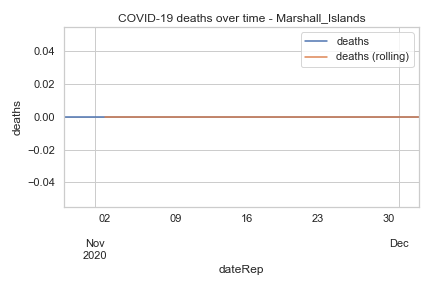 COVID-19 deaths over time - Marshall_Islands
deaths
deaths (rolling)
0.04
0.02
0.00
−0.02
−0.04
deaths
02
09
16
23
30
Nov
2020
Dec
dateRep